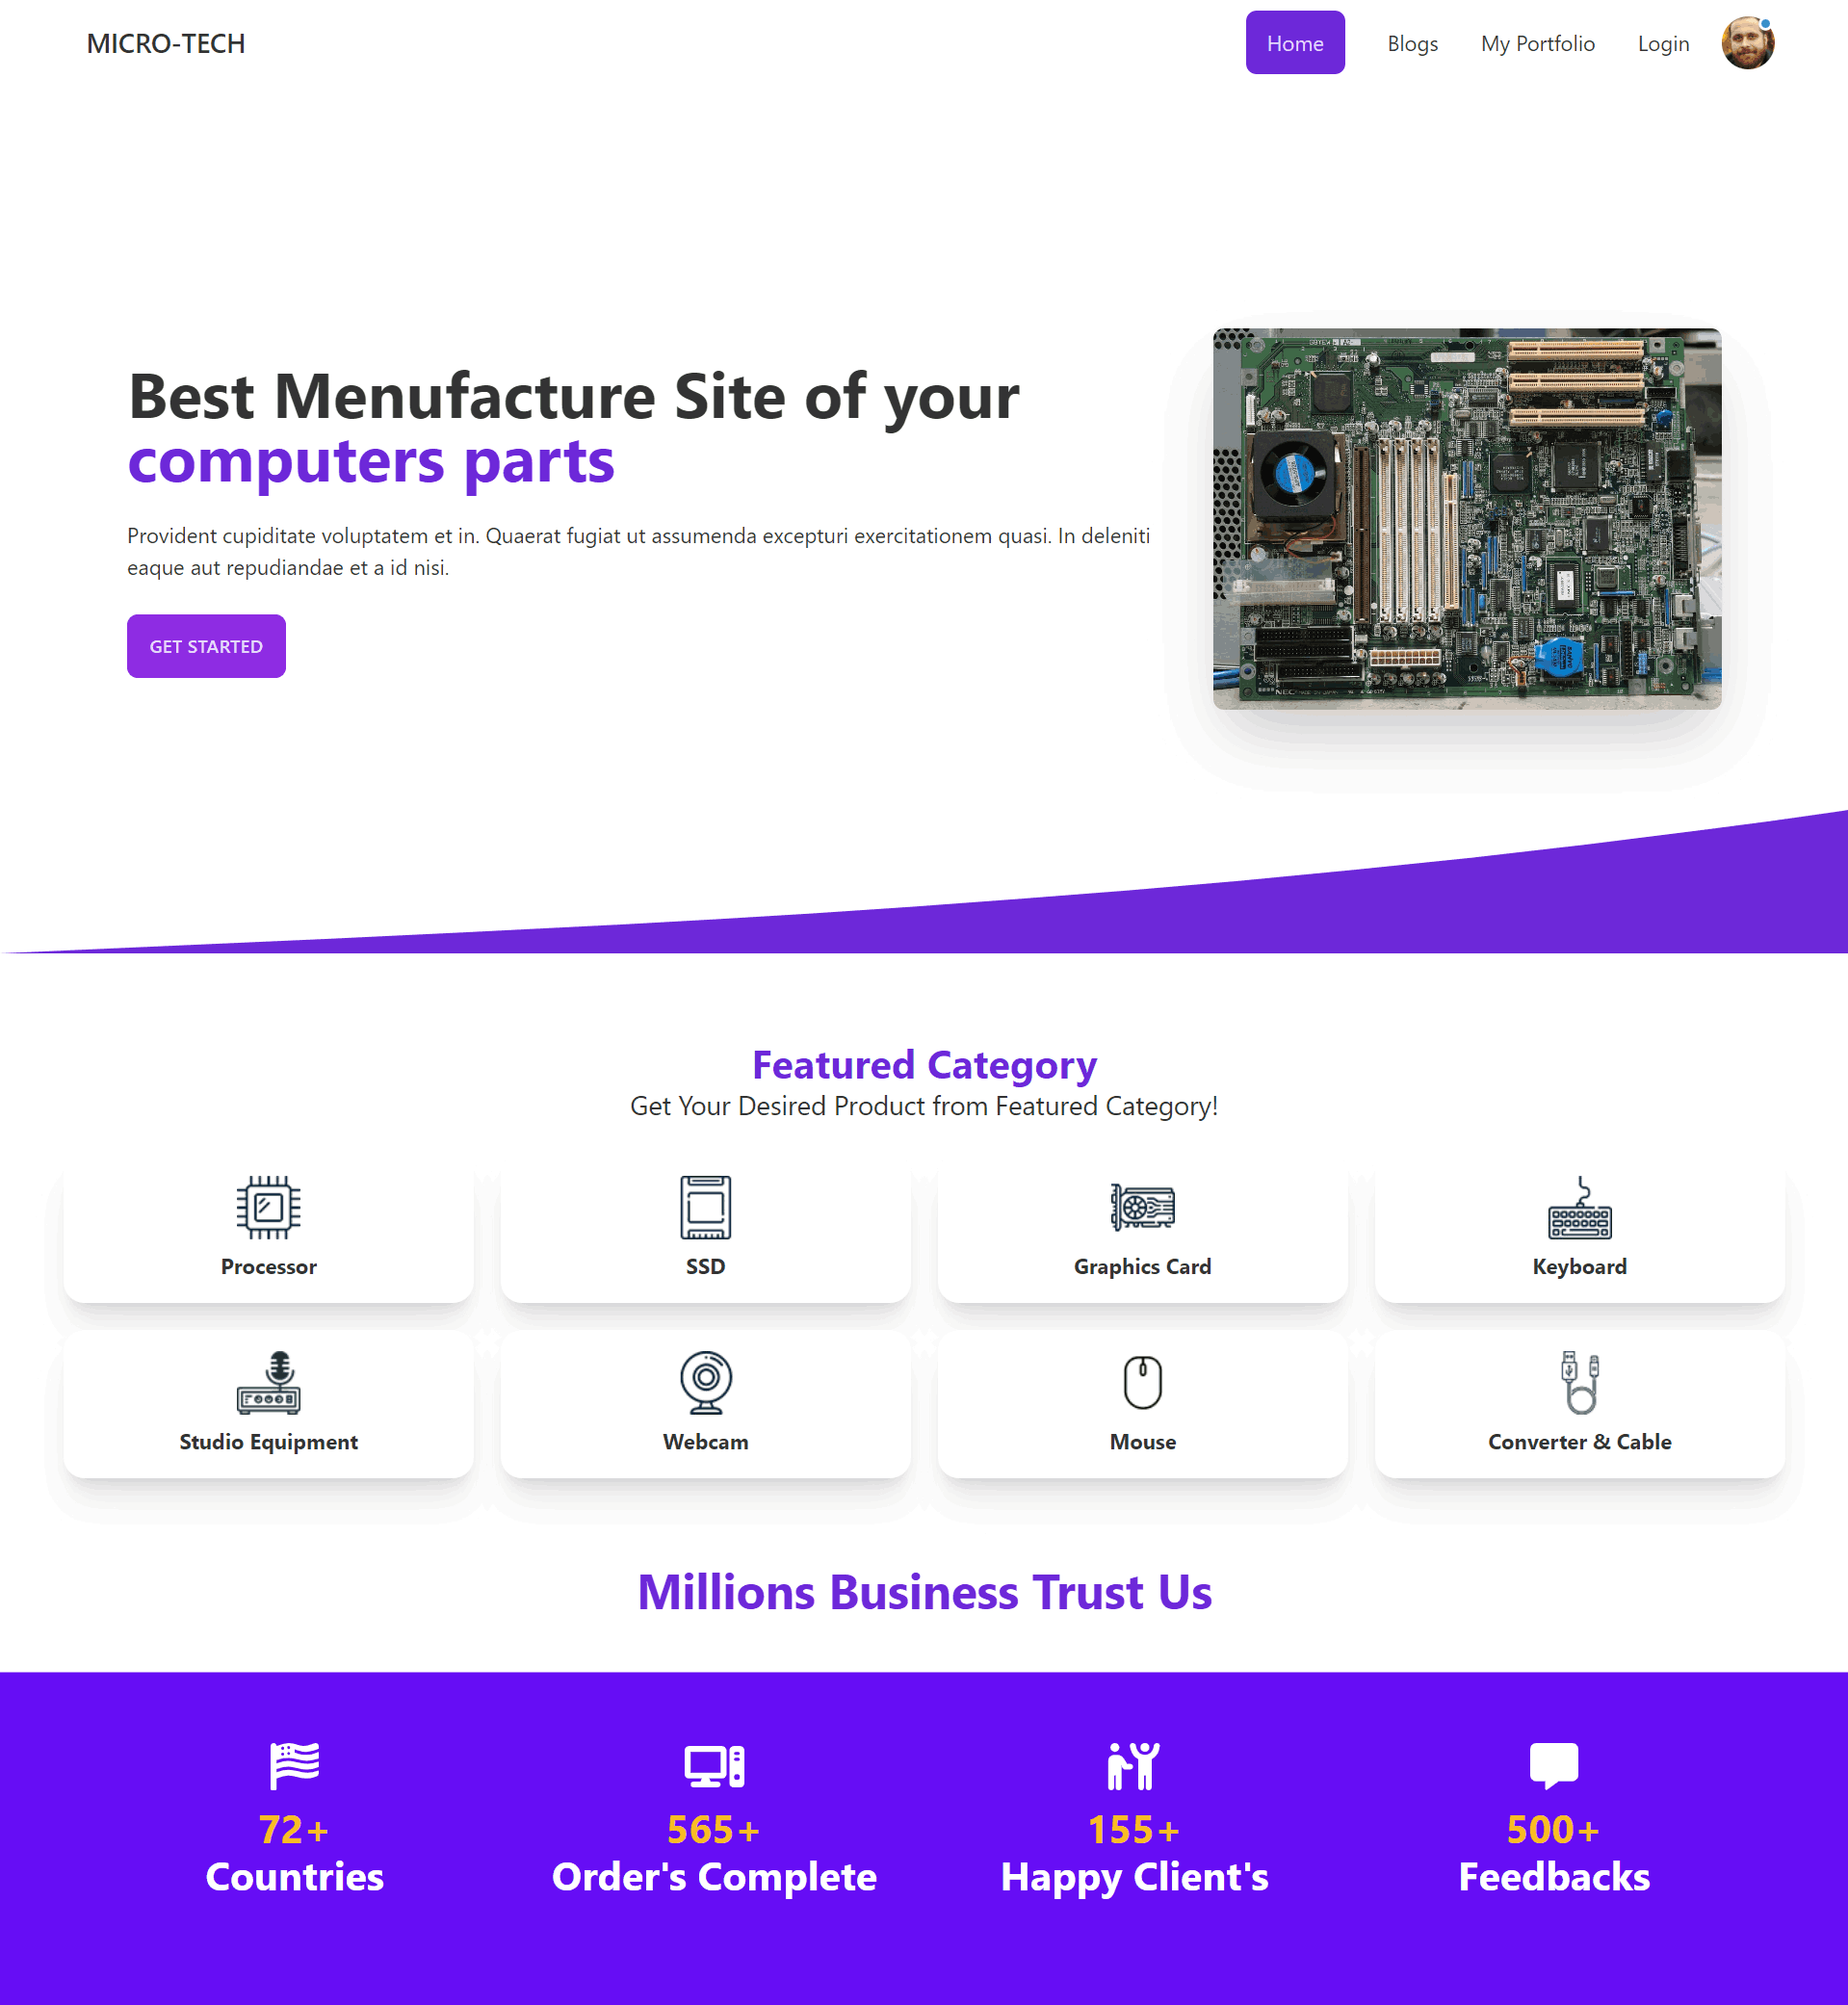 MICRO-TECH
Home
Blogs
My Portfolio
Login
Best Menufacture Site of your
computers parts
Provident cupiditate voluptatem et in. Quaerat fugiat ut assumenda excepturi exercitationem quasi. In deleniti
eaque aut repudiandae et a id nisi.
GET STARTED
Featured Category
Get Your Desired Product from Featured Category!
Processor
SSD
Graphics Card
Keyboard
Studio Equipment
Webcam
Mouse
Converter & Cable
Millions Business Trust Us
72+
Countries
565+
Order's Complete
155+
Happy Client's
500+
Feedbacks